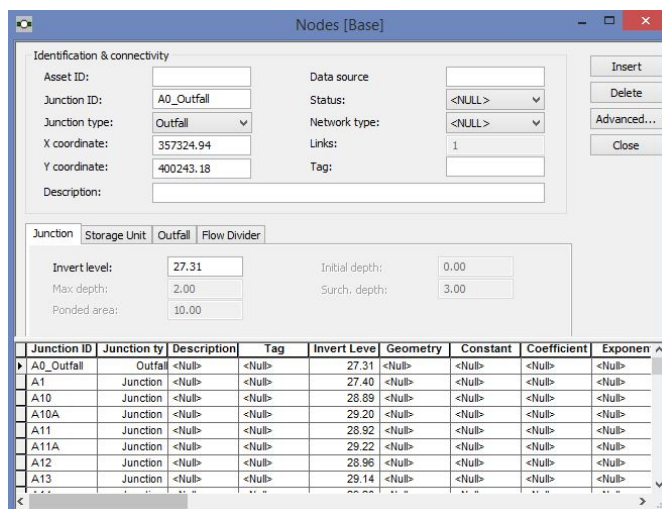 Nodes [Base]
Identification & connectivity
Asset ID:
Data source
Insert
Junction ID: A0_Outfall
Status: <NULL>
Delete
Junction type: Outfall
Network type: <NULL>
Advanced...
X coordinate: 357324.94
Links: 1
Close
Y coordinate: 400243.18
Tag:
Description:
Junction Storage Unit Outfall Flow Divider
Invert level: 27.31
Initial depth: 0.00
Max depth: 2.00
Surch. depth: 3.00
Ponded area: 10.00
Junction ID Junction ty Description Tag Invert Leve Geometry Constant Coefficient Exponen
A0_Outfall Outfall <Null> <Null> 27.31 <Null> <Null> <Null> <Null>
A1 Junction <Null> <Null> 27.40 <Null> <Null> <Null> <Null>
A10 Junction <Null> <Null> 28.89 <Null> <Null> <Null> <Null>
A10A Junction <Null> <Null> 29.20 <Null> <Null> <Null> <Null>
A11 Junction <Null> <Null> 28.92 <Null> <Null> <Null> <Null>
A11A Junction <Null> <Null> 29.22 <Null> <Null> <Null> <Null>
A12 Junction <Null> <Null> 28.96 <Null> <Null> <Null> <Null>
A13 Junction <Null> <Null> 29.14 <Null> <Null> <Null> <Null>